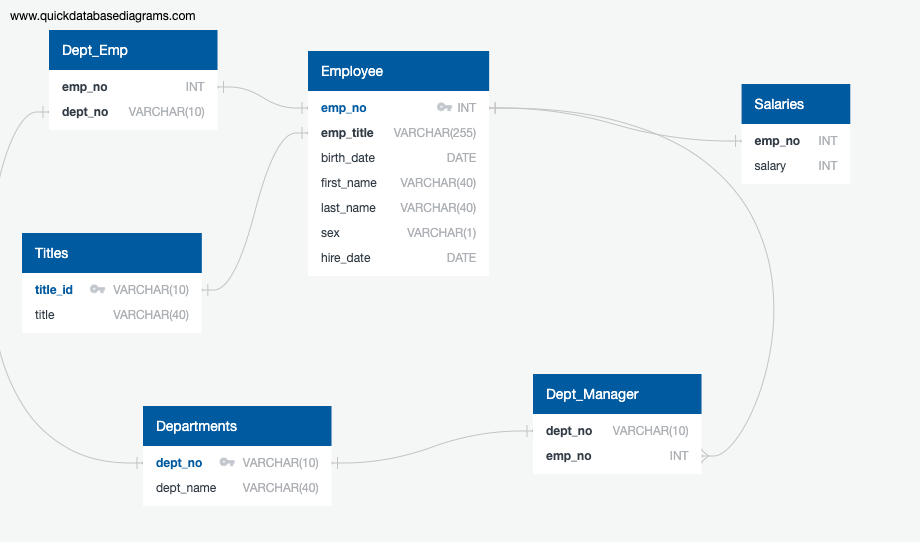 www.quickdatabasediagrams.com
Dept_Emp
emp_no INT
dept_no VARCHAR(10)
Employee
emp_no INT
emp_title VARCHAR(255)
birth_date DATE
first_name VARCHAR(40)
last_name VARCHAR(40)
sex VARCHAR(1)
hire_date DATE
Salaries
emp_no INT
salary INT
Titles
title_id VARCHAR(10)
title VARCHAR(40)
Departments
dept_no VARCHAR(10)
dept_name VARCHAR(40)
Dept_Manager
dept_no VARCHAR(10)
emp_no INT